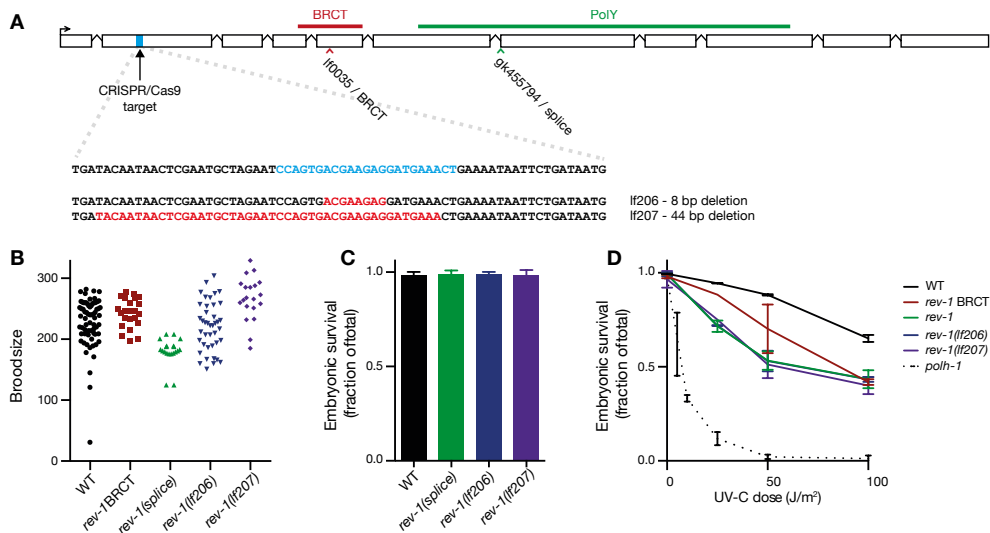 A
BRCT
PolY
CRISPR/Cas9
target
lf0035 / BRCT
gk455794 / splice
TGATACAATAACTCGAATGCTAGAATCCAGTGACGAAGAGGATGAAACTGAAAATAATTCTGATAATG
TGATACAATAACTCGAATGCTAGAATCCAGTGACGAAGAGGATGAAACTGAAAATAATTCTGATAATG
lf206 - 8 bp deletion
TGATACAATAACTCGAATGCTAGAATCCAGTGACGAAGAGGATGAAACTGAAAATAATTCTGATAATG
lf207 - 44 bp deletion
B
Broodsize
300
200
100
0
WT
rev-1BRCT
rev-1(splice)
rev-1(lf206)
rev-1(lf207)
C
Embryonic survival
(fraction oftotal)
1.0
0.5
0.0
WT
rev-1(splice)
rev-1(lf206)
rev-1(lf207)
D
Embryonic survival
(fraction oftotal)
1.0
0.5
0.0
0
50
100
UV-C dose (J/m²)
WT
rev-1 BRCT
rev-1
rev-1(lf206)
rev-1(lf207)
polh-1